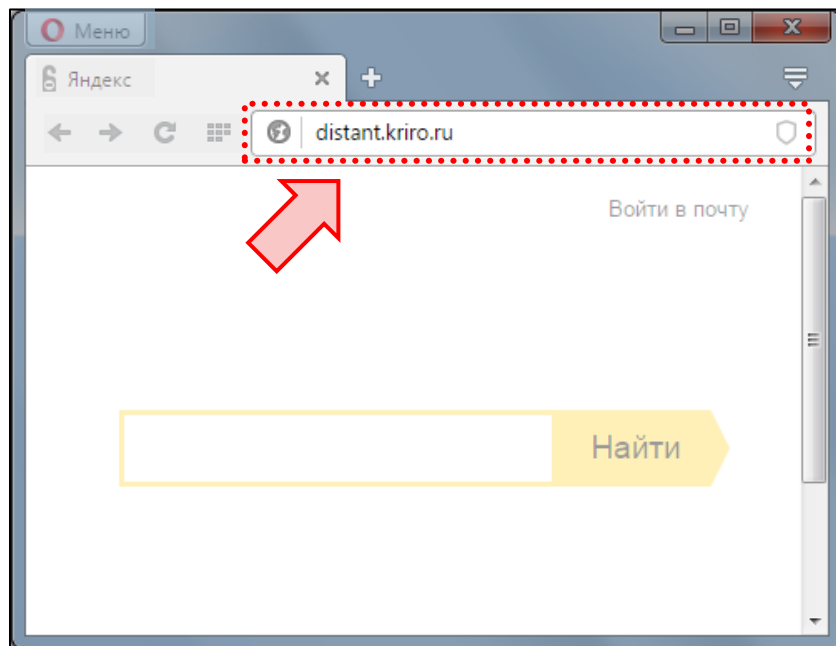 Меню
Яндекс
distant.kriro.ru
Войти в почту
Найти